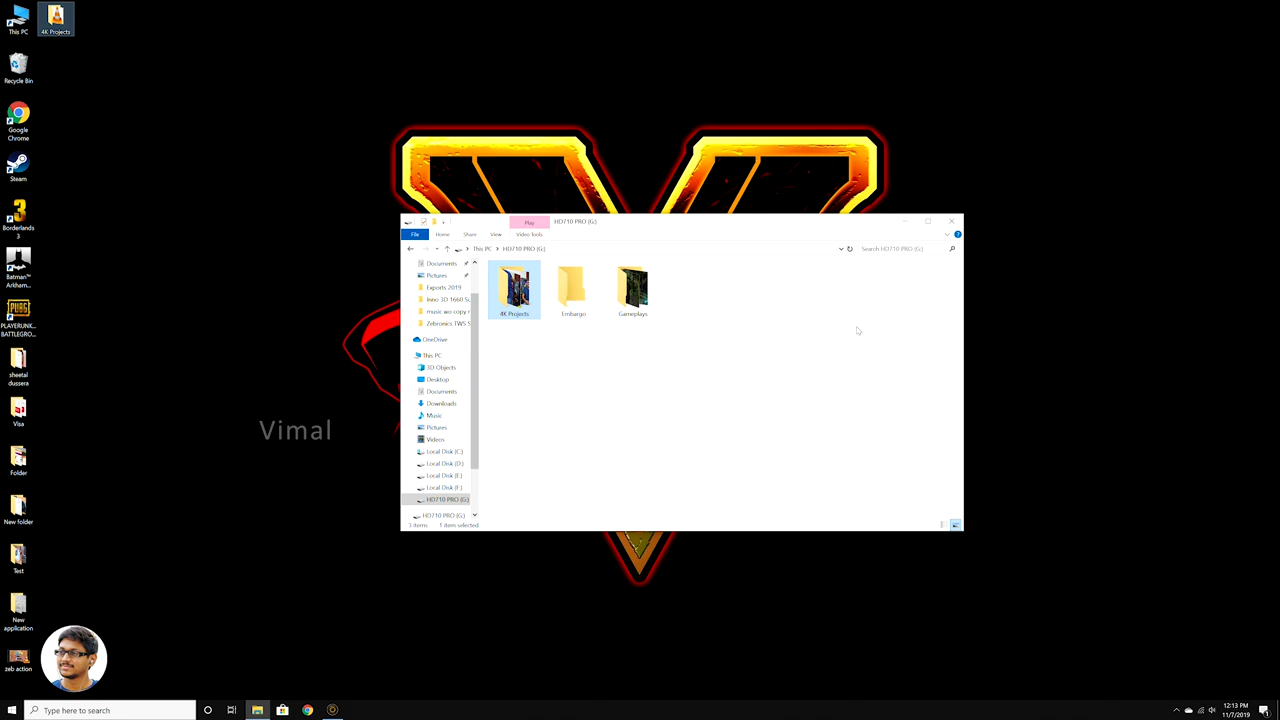 This PC
4K Projects
Recycle Bin
Google
Chrome
Steam
Borderlands
3
Batman™
Arkham...
PUBG
PLAYERUNK...
BATTLEGRO...
sheetal
dussera
Visa
Folder
New folder
Test
New
application
zeb action
Vimal
Play
HD710 PRO (G:)
File
Home
Share
View
Video Tools
This PC
HD710 PRO (G:)
Search HD710 PRO (G:)
Documents
Pictures
Exports 2019
Inno 3D 1660 Su
music wo copy r
Zebronics TWS S
OneDrive
This PC
3D Objects
Desktop
Documents
Downloads
Music
Pictures
Videos
Local Disk (C:)
Local Disk (D:)
Local Disk (E:)
Local Disk (F:)
HD710 PRO (G:)
HD710 PRO (G:)
4K Projects
Embargo
Gameplays
3 items
1 item selected
Type here to search
12:13 PM
11/7/2019